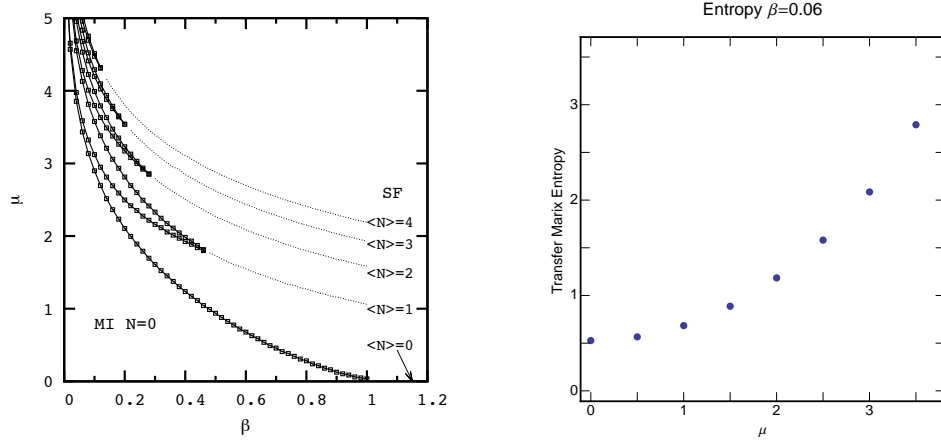 5
4
3
2
1
0
μ
SF
<N>=4
<N>=3
<N>=2
<N>=1
MI N=0
<N>=0
0
0.2
0.4
0.6
0.8
1
1.2
β
Entropy β=0.06
Transfer Marix Entropy
3
2
1
0
0
1
2
3
μ